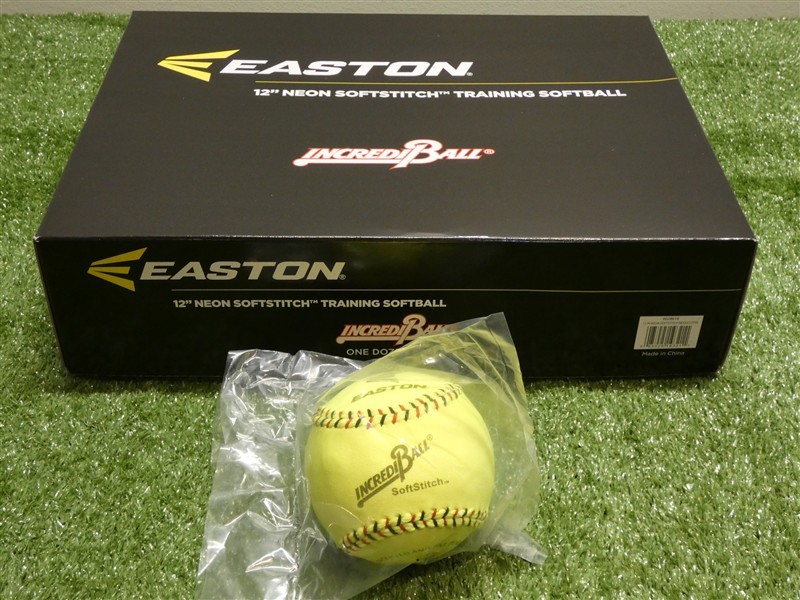 EASTON®
12" NEON SOFTSTITCH™ TRAINING SOFTBALL
INCREDIBALL®
EASTON®
12" NEON SOFTSTITCH™ TRAINING SOFTBALL
INCREDIBALL
ONE DOZ
Made in China
EASTON
INCREDIBALL®
SoftStitch™